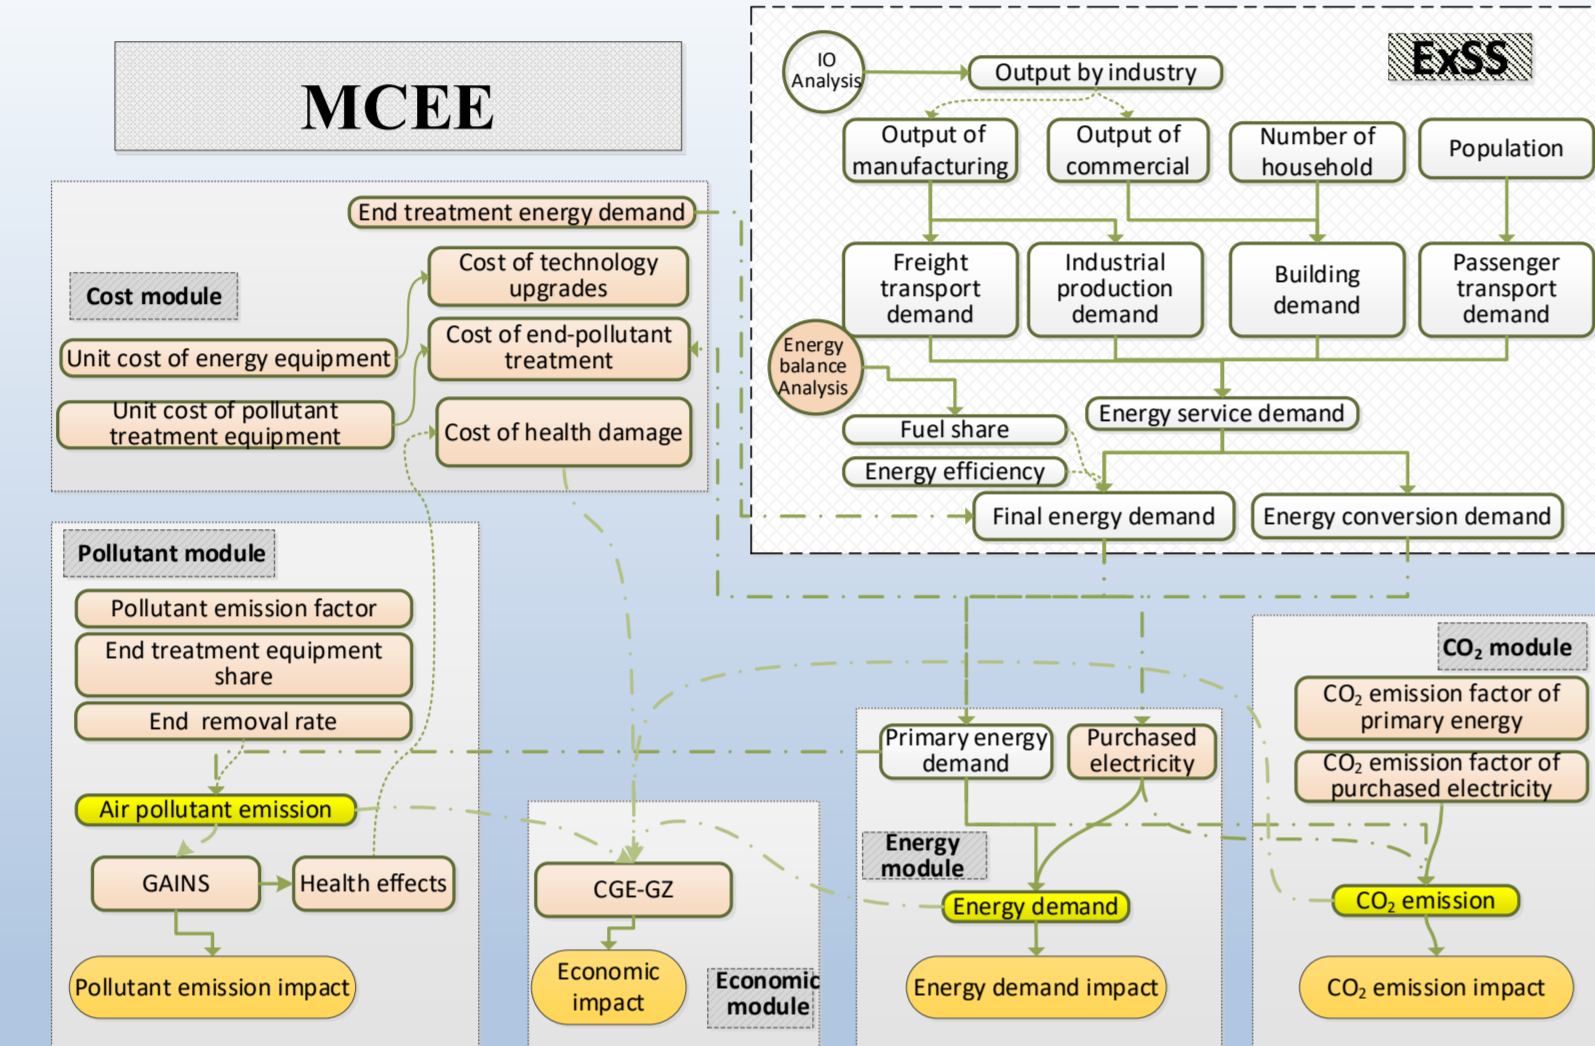 MCEE
End treatment energy demand
Cost module
Cost of technology
upgrades
Unit cost of energy equipment
Cost of end-pollutant
treatment
Unit cost of pollutant
treatment equipment
Cost of health damage
ExSS
IO
Analysis
Output by industry
Output of
manufacturing
Output of
commercial
Number of
household
Population
Freight
transport
demand
Industrial
production
demand
Building
demand
Passenger
transport
demand
Energy
balance
Analysis
Energy service demand
Fuel share
Energy efficiency
Final energy demand
Energy conversion demand
Pollutant module
Pollutant emission factor
End treatment equipment
share
End removal rate
Air pollutant emission
GAINS
Health effects
Pollutant emission impact
CGE-GZ
Economic
impact
Economic
module
Primary energy
demand
Purchased
electricity
Energy
module
Energy demand
Energy demand impact
CO₂ module
CO₂ emission factor of
primary energy
CO₂ emission factor of
purchased electricity
CO₂ emission
CO₂ emission impact